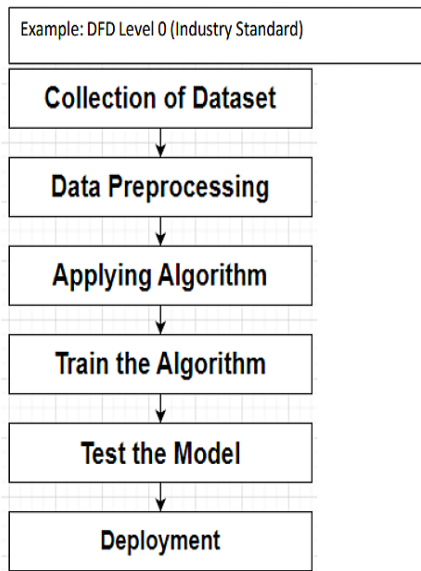 Example: DFD Level 0 (Industry Standard)
Collection of Dataset
Data Preprocessing
Applying Algorithm
Train the Algorithm
Test the Model
Deployment